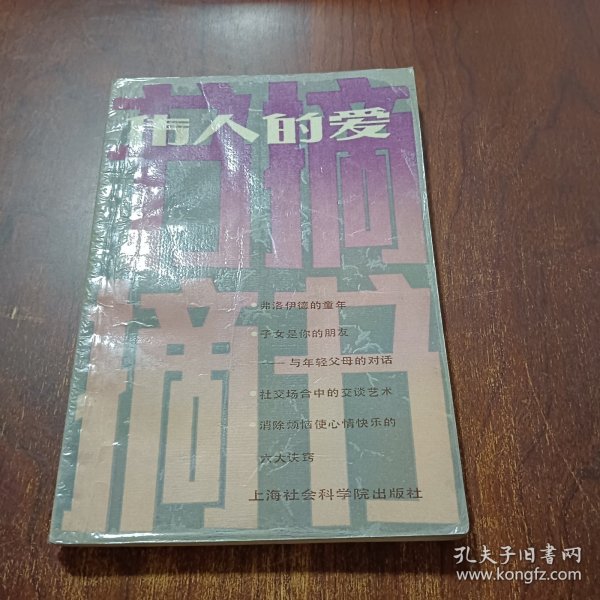 书摘
摘书
伟人的爱
弗洛伊德的童年
子女是你的朋友
——与年轻父母的对话
社交场合中的交谈艺术
消除烦恼使心情快乐的
六大诀窍
上海社会科学院出版社
孔夫子旧书网
www.kongfz.com